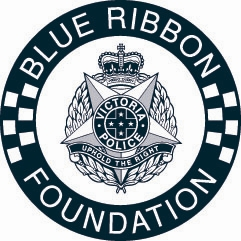 BLUE RIBBON
VICTORIA
POLICE
UPHOLD THE RIGHT
FOUNDATION